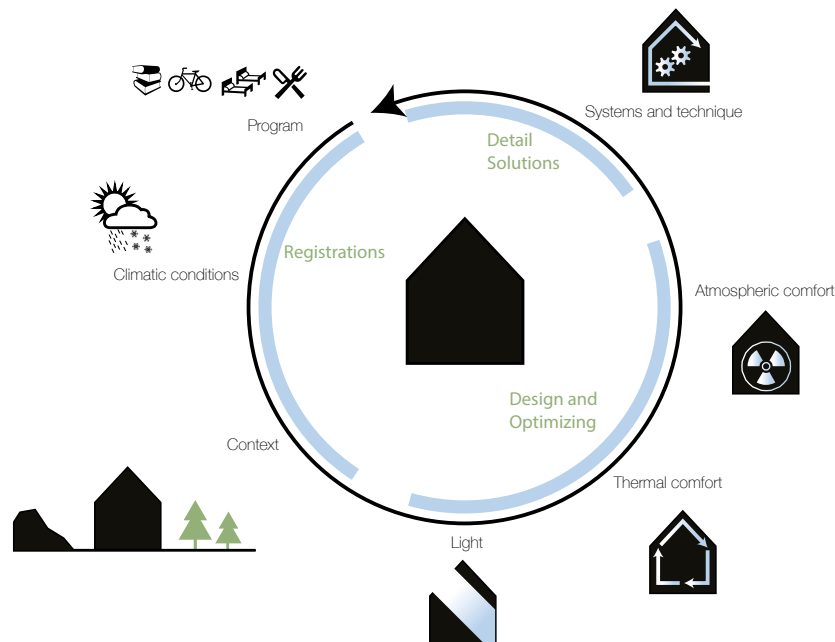 Systems and technique
Program
Detail
Solutions
Registrations
Climatic conditions
Atmospheric comfort
Design and
Optimizing
Context
Thermal comfort
Light